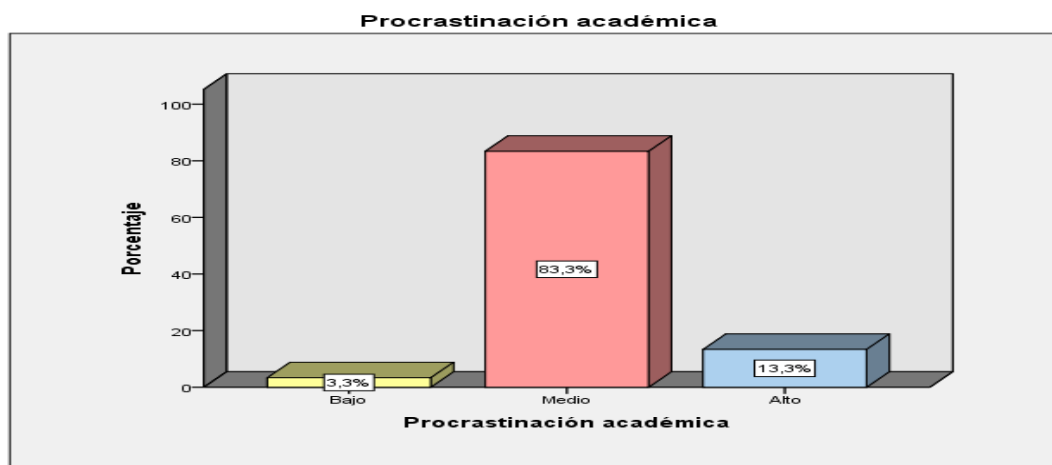 Procrastinación académica
Porcentaje
100
80
60
40
20
0
83,3%
13,3%
3,3%
Bajo
Medio
Alto
Procrastinación académica